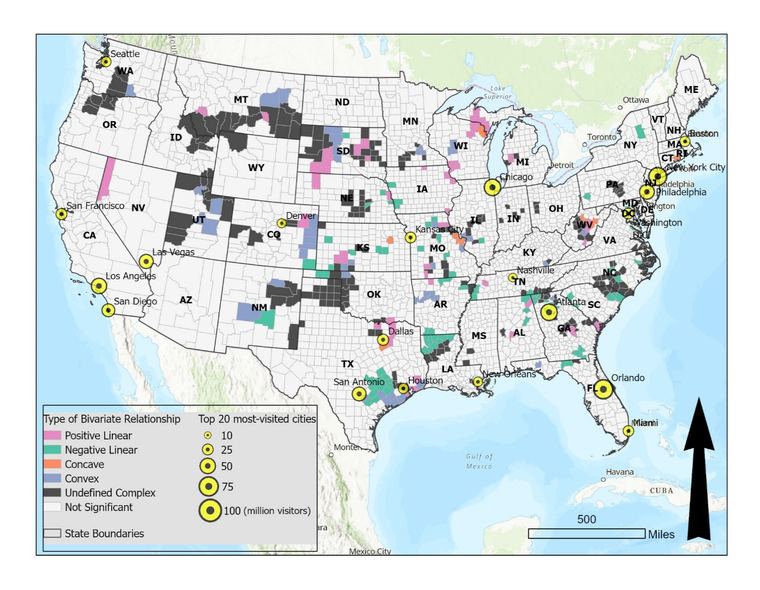 Seattle
WA
MT
ND
MN
Lake
Superior
Ottawa
ME
OR
ID
SD
WI
MI
Toronto
VT
NH
Boston
NY
MA
CT
RI
WY
IA
Detroit
Chicago
New York City
NJ
Philadelphia
PA
San Francisco
NV
UT
Denver
CO
NE
Kansas City
IL
IN
OH
MD
DE
DC
Washington
WV
VA
CA
Las Vegas
KS
MO
KY
Los Angeles
Nashville
TN
NC
San Diego
AZ
NM
OK
AR
Atlanta
SC
Dallas
MS
AL
GA
TX
LA
San Antonio
Houston
New Orleans
Orlando
FL
Miami
Gulf of
Mexico
Havana
CUBA
Mexico City
Type of Bivariate Relationship
Positive Linear
Negative Linear
Concave
Convex
Undefined Complex
Not Significant
State Boundaries
Top 20 most-visited cities
10
25
50
75
100 (million visitors)
500
Miles